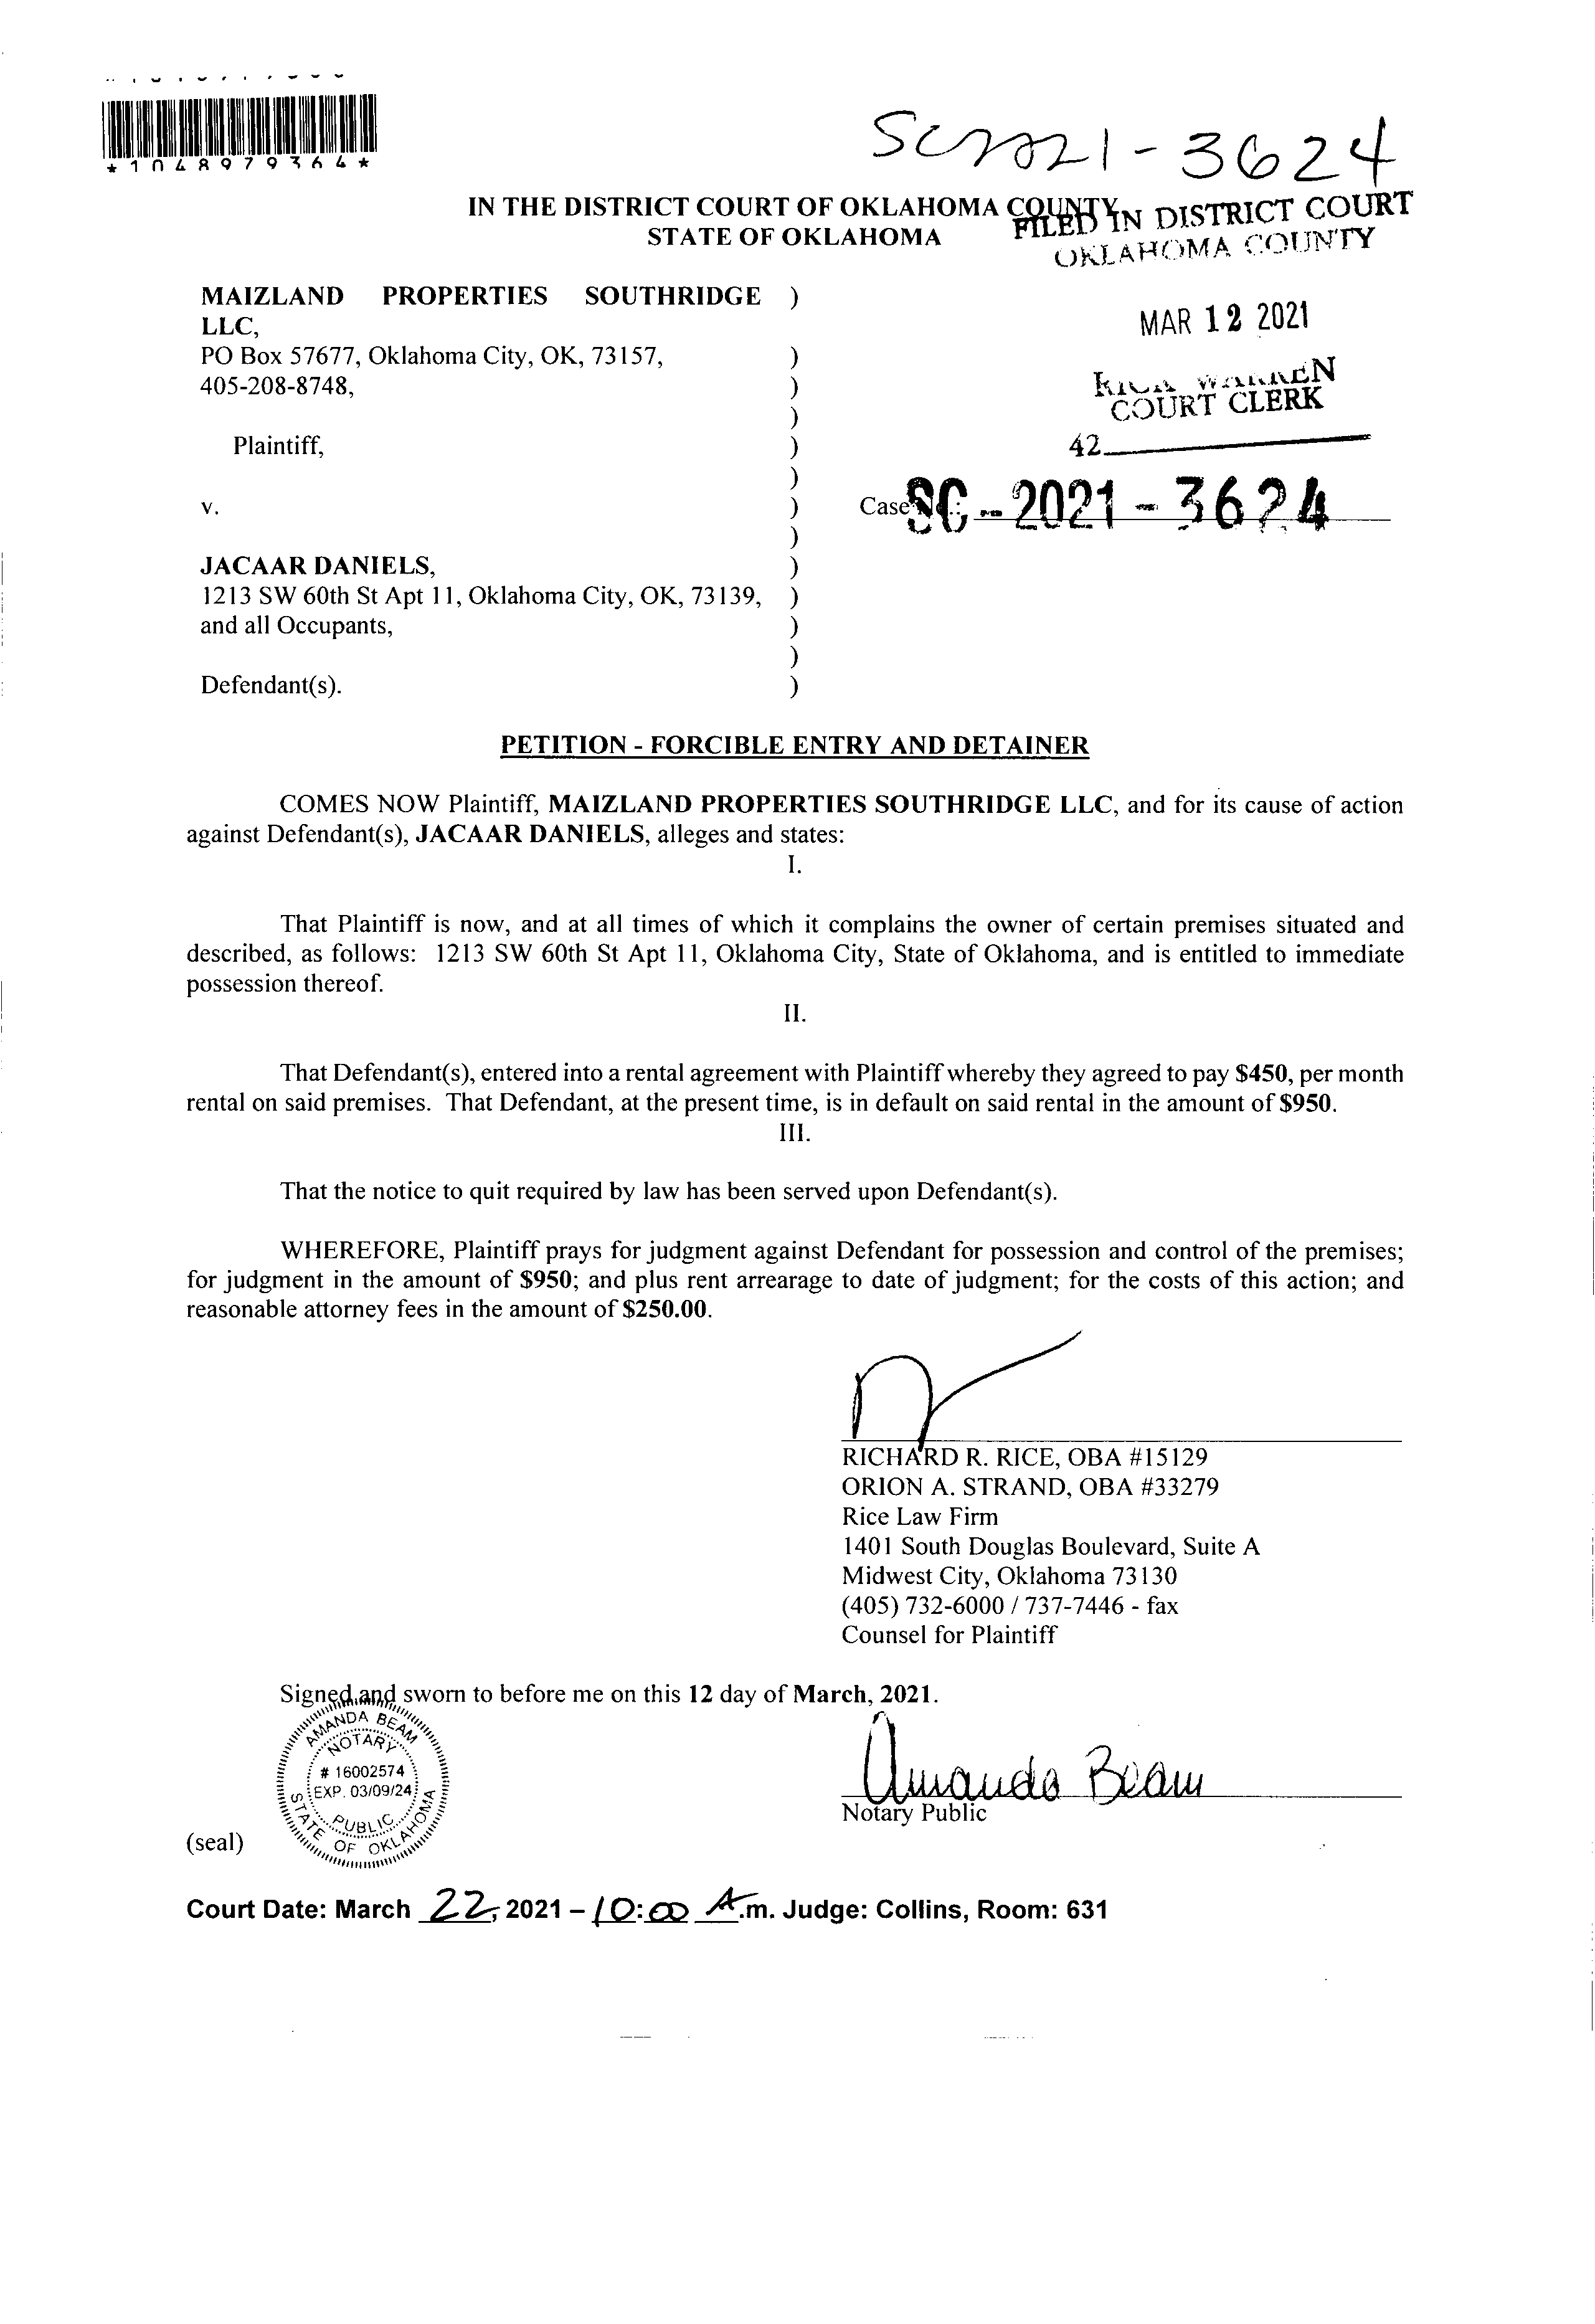 *1048979364*
SC2021-3624
IN THE DISTRICT COURT OF OKLAHOMA COUNTY
STATE OF OKLAHOMA
FILED IN DISTRICT COURT
OKLAHOMA COUNTY
MAIZLAND PROPERTIES SOUTHRIDGE )
LLC,
MAR 12 2021
PO Box 57677, Oklahoma City, OK, 73157, )
405-208-8748, )
RICK WARREN
COURT CLERK
)
Plaintiff, )
42
)
v. )
Case No.: SC-2021-3624
)
JACAAR DANIELS, )
1213 SW 60th St Apt 11, Oklahoma City, OK, 73139, )
and all Occupants, )
)
Defendant(s). )
PETITION - FORCIBLE ENTRY AND DETAINER
COMES NOW Plaintiff, MAIZLAND PROPERTIES SOUTHRIDGE LLC, and for its cause of action
against Defendant(s), JACAAR DANIELS, alleges and states:
I.
That Plaintiff is now, and at all times of which it complains the owner of certain premises situated and
described, as follows: 1213 SW 60th St Apt 11, Oklahoma City, State of Oklahoma, and is entitled to immediate
possession thereof.
II.
That Defendant(s), entered into a rental agreement with Plaintiff whereby they agreed to pay $450, per month
rental on said premises. That Defendant, at the present time, is in default on said rental in the amount of $950.
III.
That the notice to quit required by law has been served upon Defendant(s).
WHEREFORE, Plaintiff prays for judgment against Defendant for possession and control of the premises;
for judgment in the amount of $950; and plus rent arrearage to date of judgment; for the costs of this action; and
reasonable attorney fees in the amount of $250.00.
RICHARD R. RICE, OBA #15129
ORION A. STRAND, OBA #33279
Rice Law Firm
1401 South Douglas Boulevard, Suite A
Midwest City, Oklahoma 73130
(405) 732-6000 / 737-7446 - fax
Counsel for Plaintiff
Signed and sworn to before me on this 12 day of March, 2021.
AMANDA BEAM
NOTARY
# 16002574
EXP. 03/09/24
PUBLIC
STATE OF OKLAHOMA
Amanda Beam
Notary Public
(seal)
Court Date: March 22, 2021 – 10:00 A.m. Judge: Collins, Room: 631